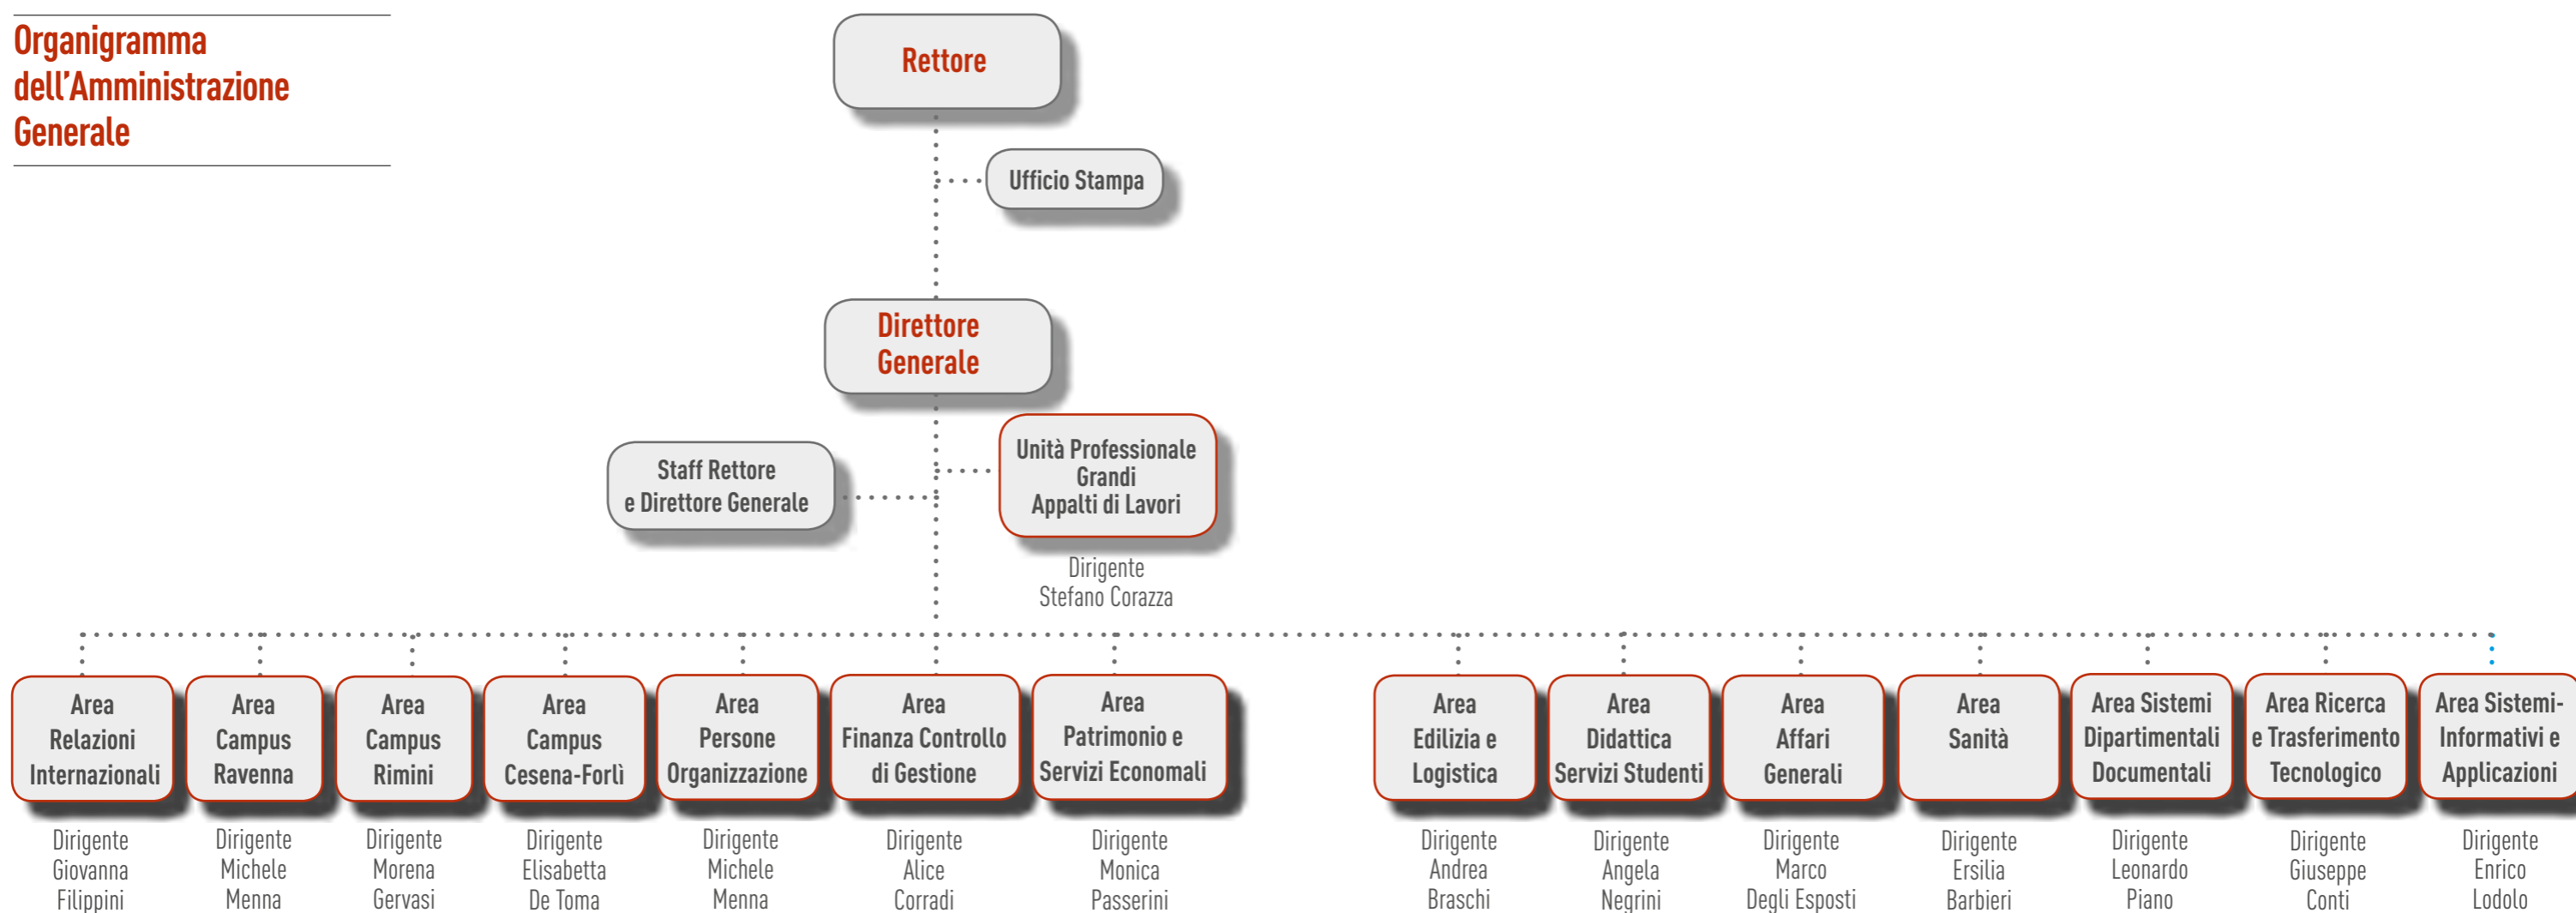 Organigramma
dell'Amministrazione
Generale
Rettore
Ufficio Stampa
Direttore
Generale
Staff Rettore
e Direttore Generale
Unità Professionale
Grandi
Appalti di Lavori
Dirigente
Stefano Corazza
Area
Relazioni
Internazionali
Dirigente
Giovanna
Filippini
Area
Campus
Ravenna
Dirigente
Michele
Menna
Area
Campus
Rimini
Dirigente
Morena
Gervasi
Area
Campus
Cesena-Forlì
Dirigente
Elisabetta
De Toma
Area
Persone
Organizzazione
Dirigente
Michele
Menna
Area
Finanza Controllo
di Gestione
Dirigente
Alice
Corradi
Area
Patrimonio e
Servizi Economali
Dirigente
Monica
Passerini
Area
Edilizia e
Logistica
Dirigente
Andrea
Braschi
Area
Didattica
Servizi Studenti
Dirigente
Angela
Negrini
Area
Affari
Generali
Dirigente
Marco
Degli Esposti
Area
Sanità
Dirigente
Ersilia
Barbieri
Area Sistemi
Dipartimentali
Documentali
Dirigente
Leonardo
Piano
Area Ricerca
e Trasferimento
Tecnologico
Dirigente
Giuseppe
Conti
Area Sistemi-
Informativi e
Applicazioni
Dirigente
Enrico
Lodolo